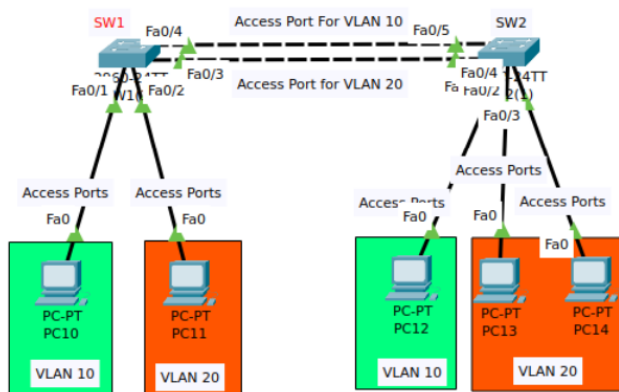 SW1
Fa0/4
Access Port For VLAN 10
Fa0/5
SW2
Fa0/3
Access Port for VLAN 20
Fa0/4
-24TT
Fa0/1
Fa0/2
Fa0/2
2(1)
Fa0/3
Access Ports
Access Ports
Access Ports
Access Ports
Fa0
Fa0
Fa0
Fa0
Fa0
PC-PT
PC10
PC-PT
PC11
PC-PT
PC12
PC-PT
PC13
PC-PT
PC14
VLAN 10
VLAN 20
VLAN 10
VLAN 20